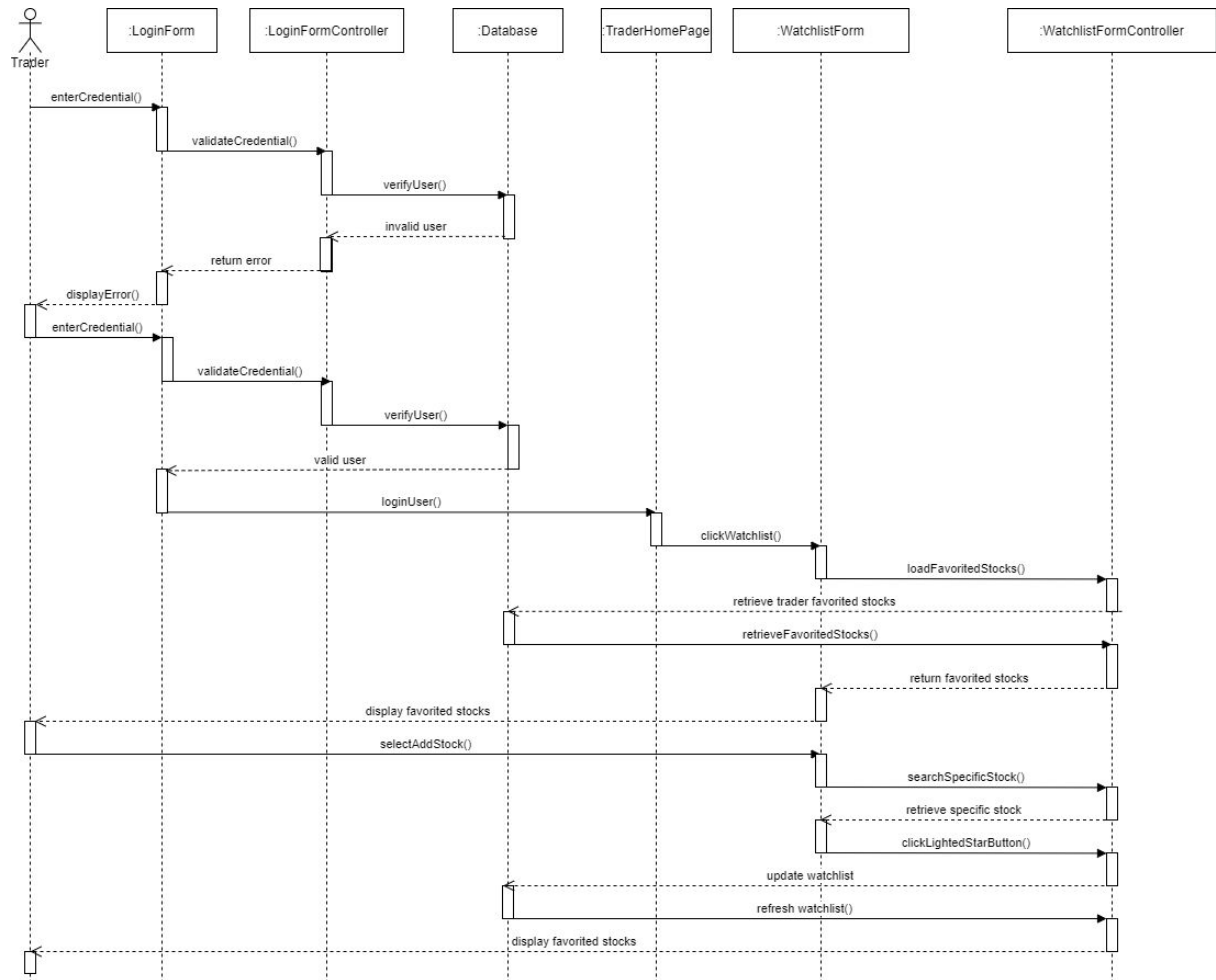 :LoginForm
:LoginFormController
:Database
:TraderHomePage
:WatchlistForm
:WatchlistFormController
Trader
enterCredential()
validateCredential()
verifyUser()
invalid user
return error
displayError()
enterCredential()
validateCredential()
verifyUser()
valid user
loginUser()
clickWatchlist()
loadFavoritedStocks()
retrieve trader favorited stocks
retrieveFavoritedStocks()
return favorited stocks
display favorited stocks
selectAddStock()
searchSpecificStock()
retrieve specific stock
clickLightedStarButton()
update watchlist
refresh watchlist()
display favorited stocks